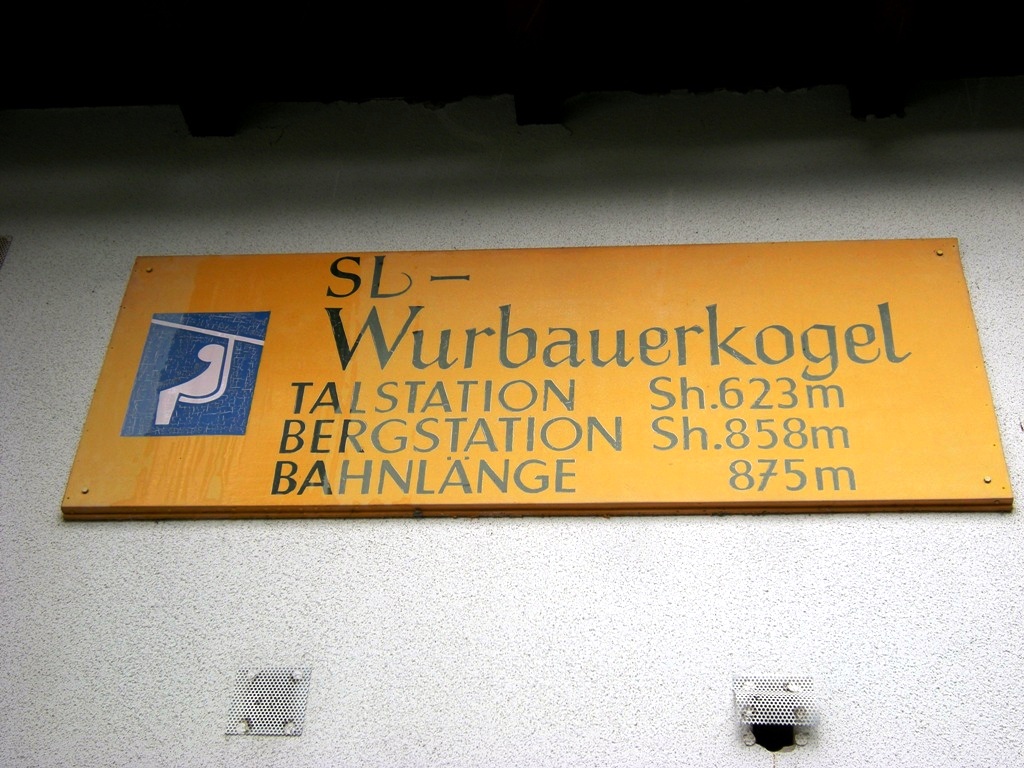 SL –
Wurbauerkogel
TALSTATION Sh.623m
BERGSTATION Sh.858m
BAHNLÄNGE 875m